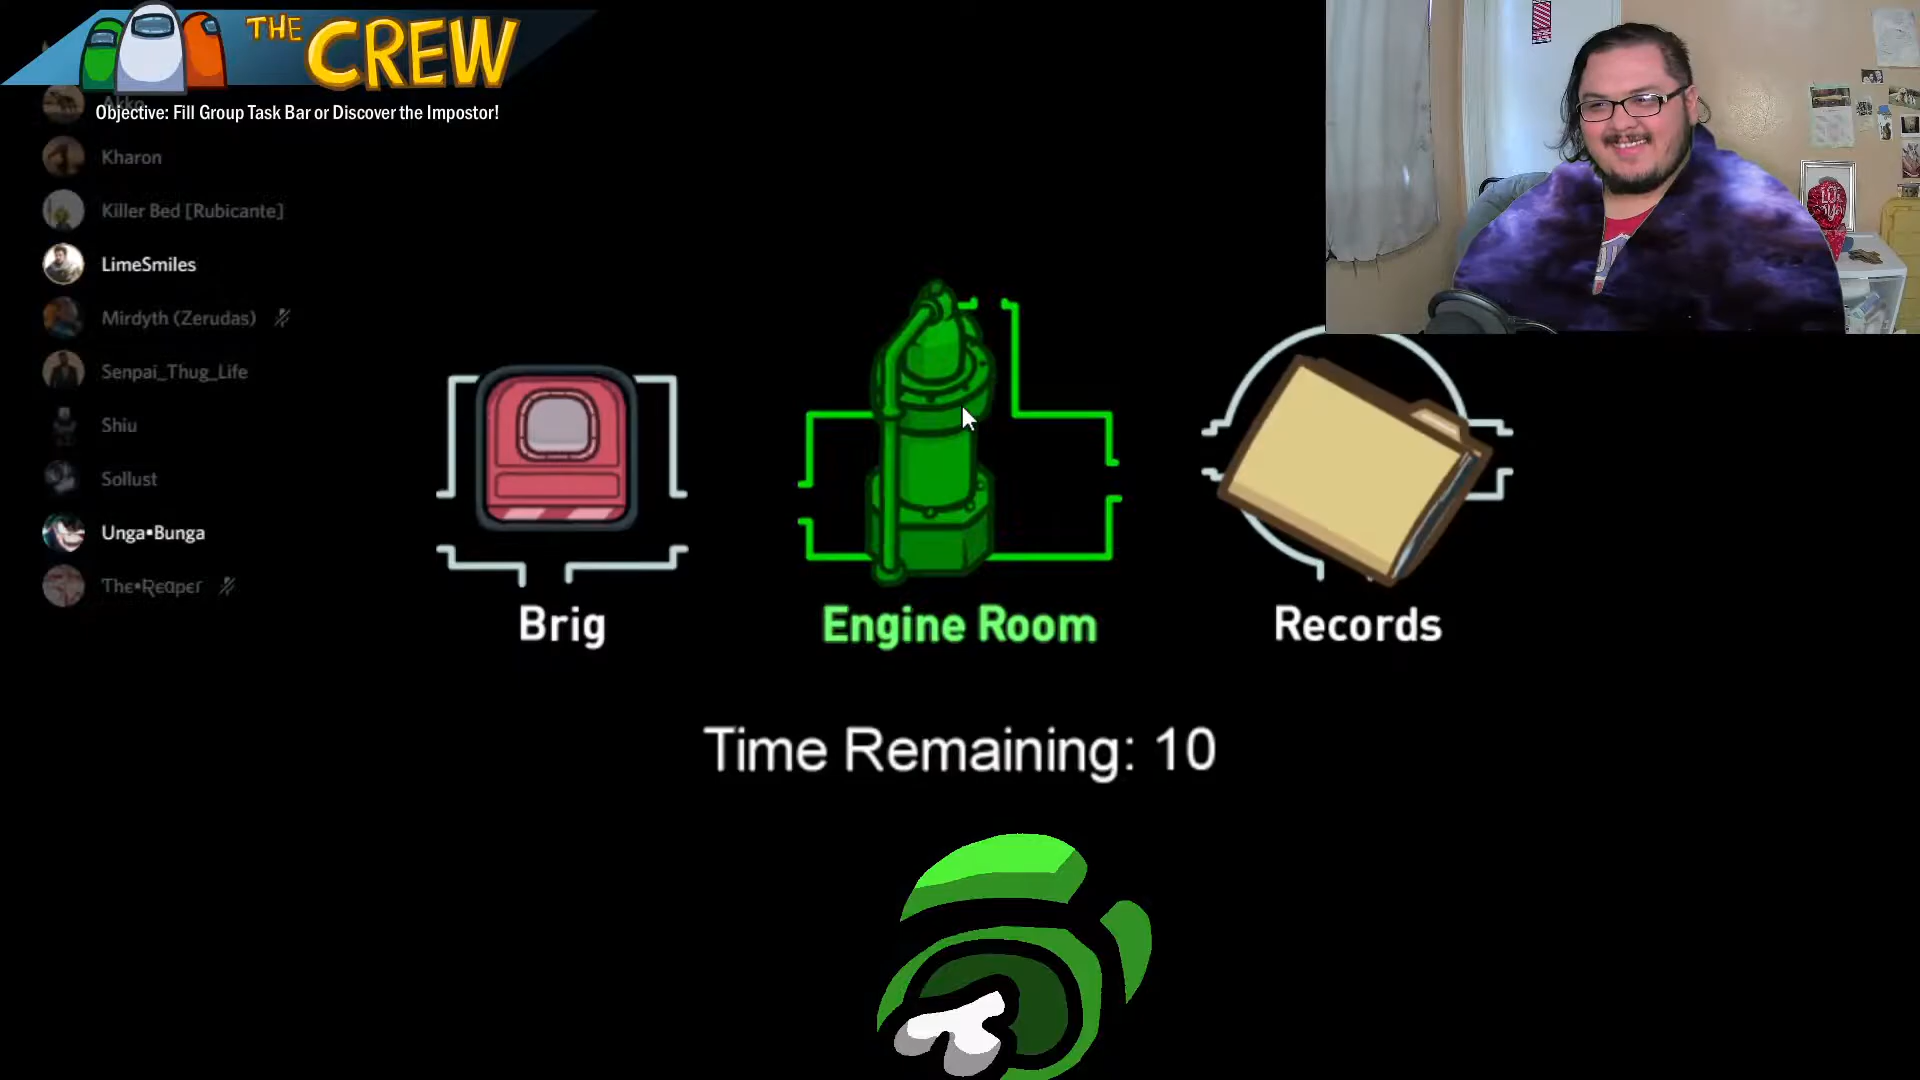 THE CREW
Objective: Fill Group Task Bar or Discover the Impostor!
Akko
Kharon
Killer Bed [Rubicante]
LimeSmiles
Mirdyth (Zerudas)
Senpai_Thug_Life
Shiu
Sollust
Unga•Bunga
The•Reaper
Brig
Engine Room
Records
Time Remaining: 10